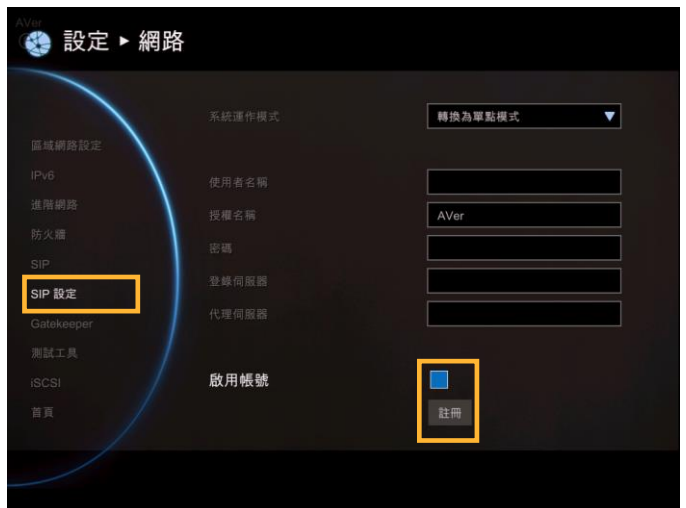 AVer
設定 ▸ 網路
系統運作模式 轉換為單點模式 ▼
區域網路設定
IPv6
使用者名稱
進階網路
授權名稱 AVer
防火牆
密碼
SIP
登錄伺服器
SIP 設定
代理伺服器
Gatekeeper
測試工具
iSCSI
啟用帳號
首頁
註冊